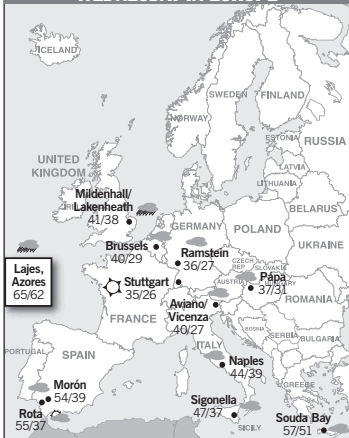 ICELAND
SWEDEN
FINLAND
NORWAY
ESTONIA
RUSSIA
LATVIA
LITHUANIA
UNITED
KINGDOM
Mildenhall/
Lakenheath
41/38
BELARUS
GERMANY
POLAND
Brussels
40/29
Ramstein
36/27
UKRAINE
CZECH
REP.
SLOVAKIA
Lajes,
Azores
65/62
Stuttgart
35/26
AUSTRIA
Pápa
37/31
HUNGARY
FRANCE
Aviano/
Vicenza
40/27
ROMANIA
BOSNIA
SERBIA
BULGARIA
ITALY
PORTUGAL
SPAIN
Naples
44/39
Morón
54/39
GREECE
Rota
55/37
Sigonella
47/37
SICILY
Souda Bay
57/51